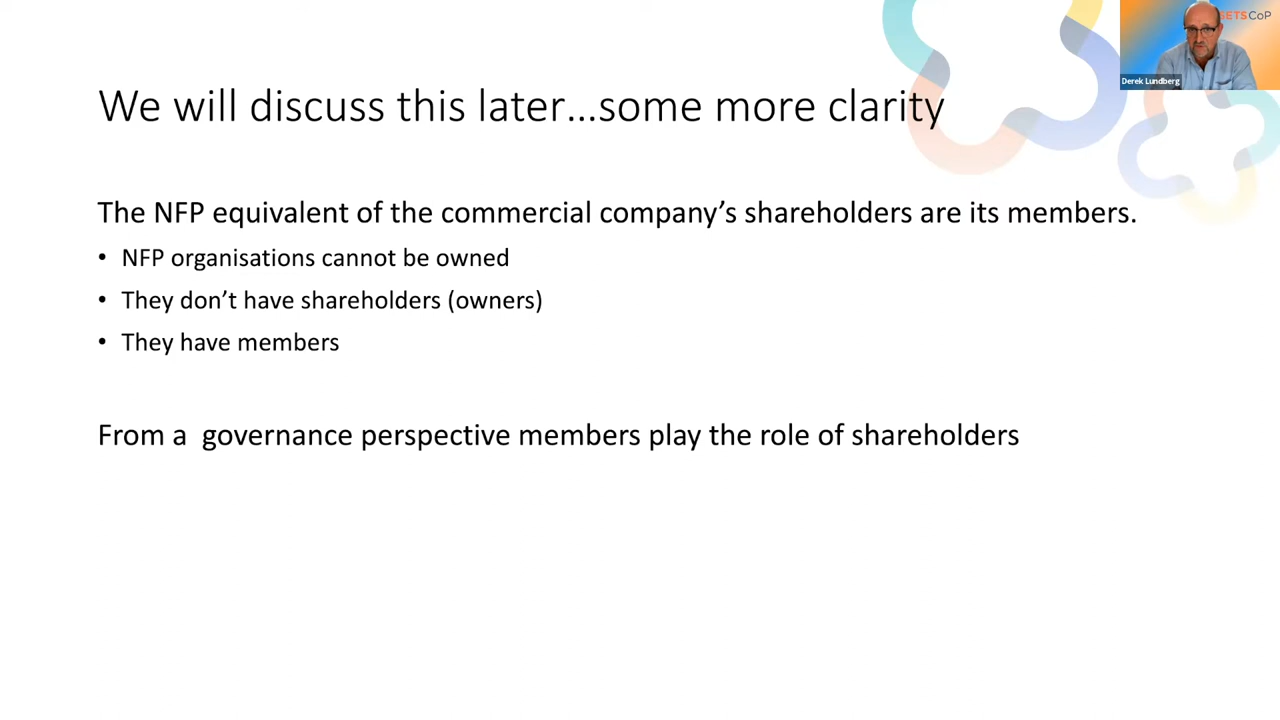 ETSCoP
Derek Lundberg
We will discuss this later...some more clarity
The NFP equivalent of the commercial company’s shareholders are its members.
• NFP organisations cannot be owned
• They don’t have shareholders (owners)
• They have members
From a  governance perspective members play the role of shareholders